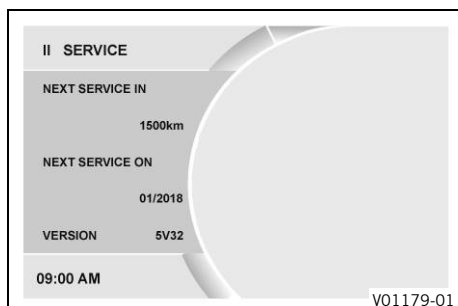 II SERVICE
NEXT SERVICE IN
1500km
NEXT SERVICE ON
01/2018
VERSION 5V32
09:00 AM
V01179-01